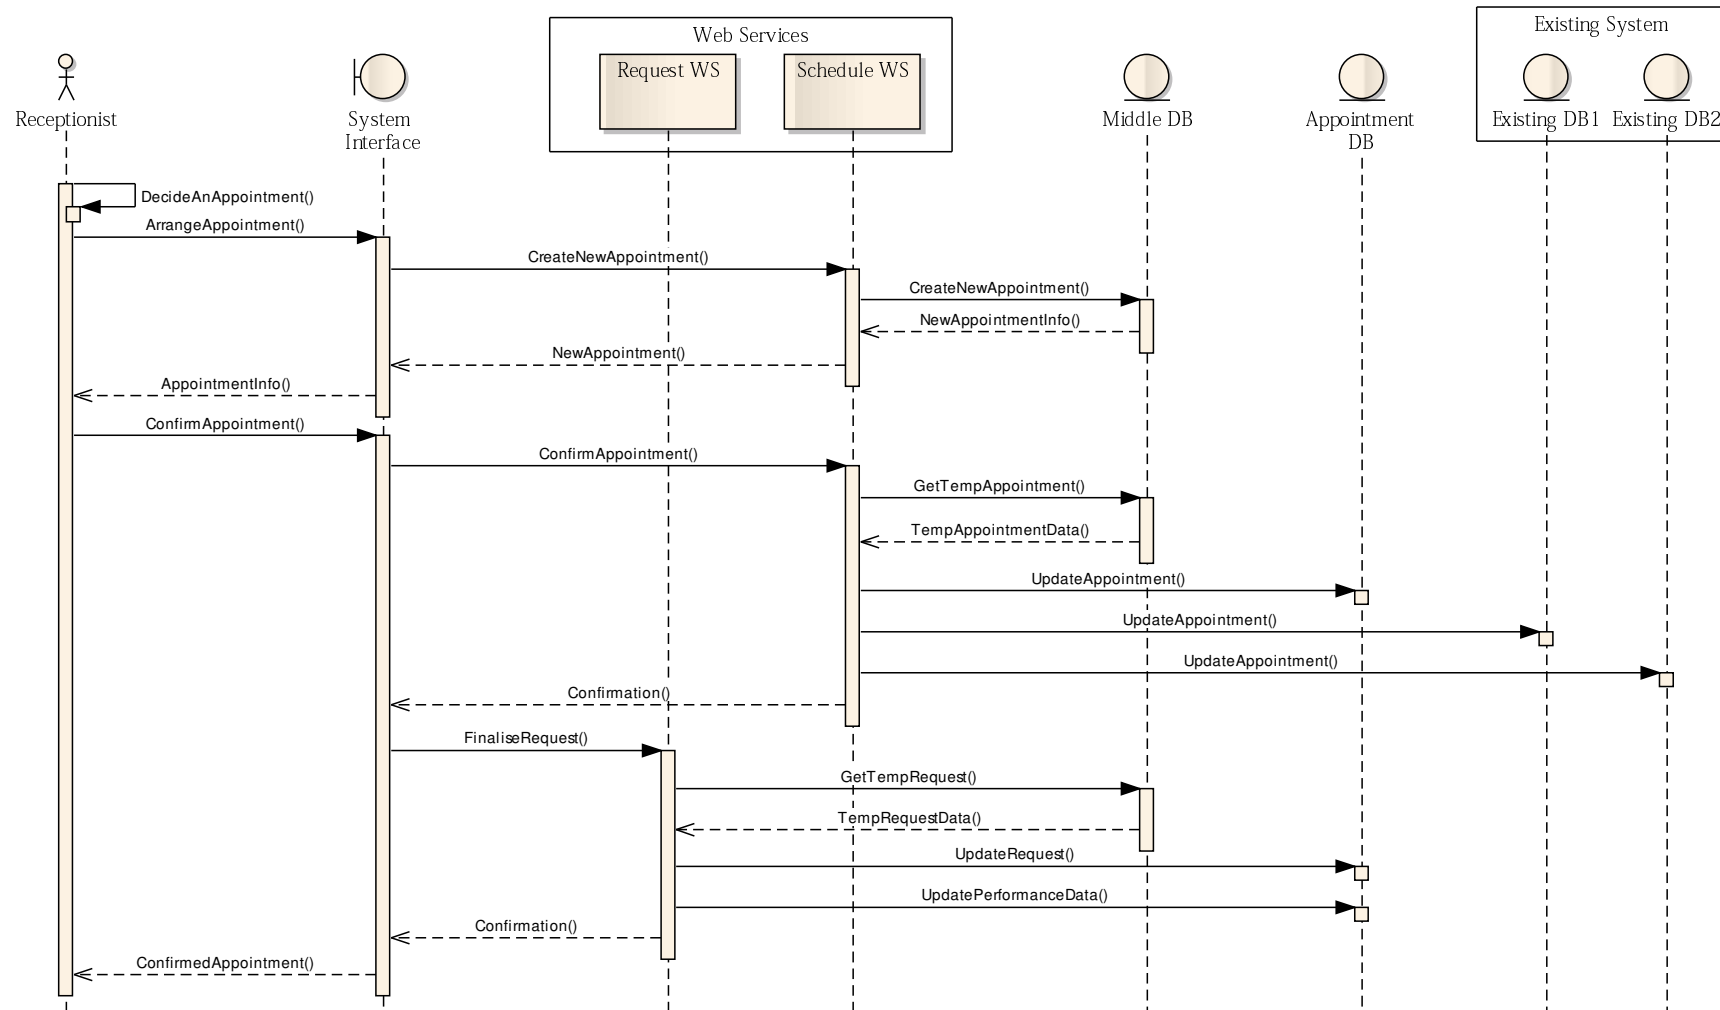 Existing System
Web Services
Request WS
Schedule WS
Receptionist
System
Interface
Middle DB
Appointment
DB
Existing DB1
Existing DB2
DecideAnAppointment()
ArrangeAppointment()
CreateNewAppointment()
CreateNewAppointment()
NewAppointmentInfo()
NewAppointment()
AppointmentInfo()
ConfirmAppointment()
ConfirmAppointment()
GetTempAppointment()
TempAppointmentData()
UpdateAppointment()
UpdateAppointment()
UpdateAppointment()
Confirmation()
FinaliseRequest()
GetTempRequest()
TempRequestData()
UpdateRequest()
UpdatePerformanceData()
Confirmation()
ConfirmedAppointment()